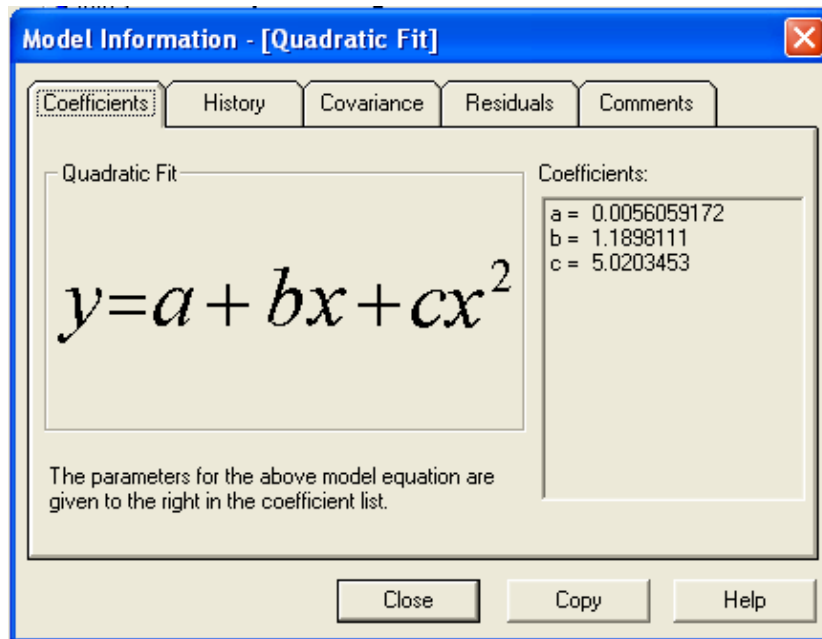 Model Information - [Quadratic Fit]
Coefficients History Covariance Residuals Comments
Quadratic Fit
y=a+bx+cx²
Coefficients:
a = 0.0056059172
b = 1.1898111
c = 5.0203453
The parameters for the above model equation are
given to the right in the coefficient list.
Close Copy Help